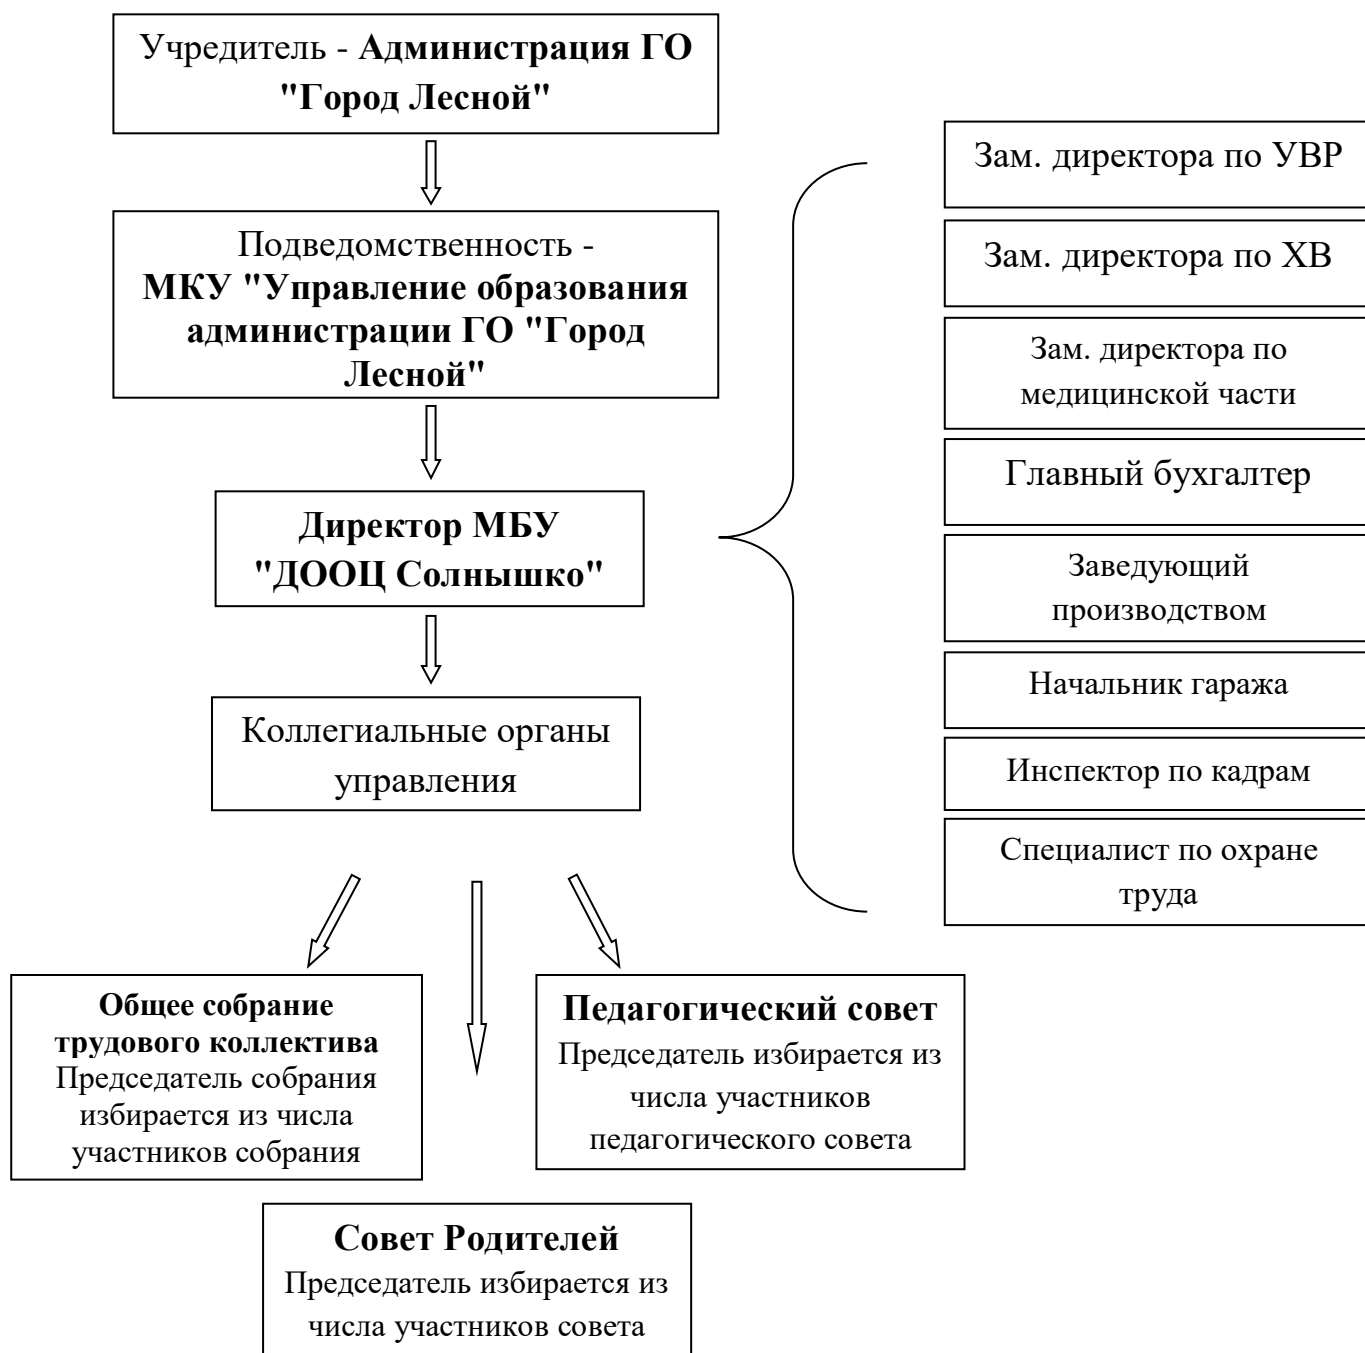 Учредитель - Администрация ГО
"Город Лесной"
Подведомственность -
МКУ "Управление образования
администрации ГО "Город
Лесной"
Директор МБУ
"ДООЦ Солнышко"
Коллегиальные органы
управления
Зам. директора по УВР
Зам. директора по ХВ
Зам. директора по
медицинской части
Главный бухгалтер
Заведующий
производством
Начальник гаража
Инспектор по кадрам
Специалист по охране
труда
Общее собрание
трудового коллектива
Председатель собрания
избирается из числа
участников собрания
Педагогический совет
Председатель избирается из
числа участников
педагогического совета
Совет Родителей
Председатель избирается из
числа участников совета